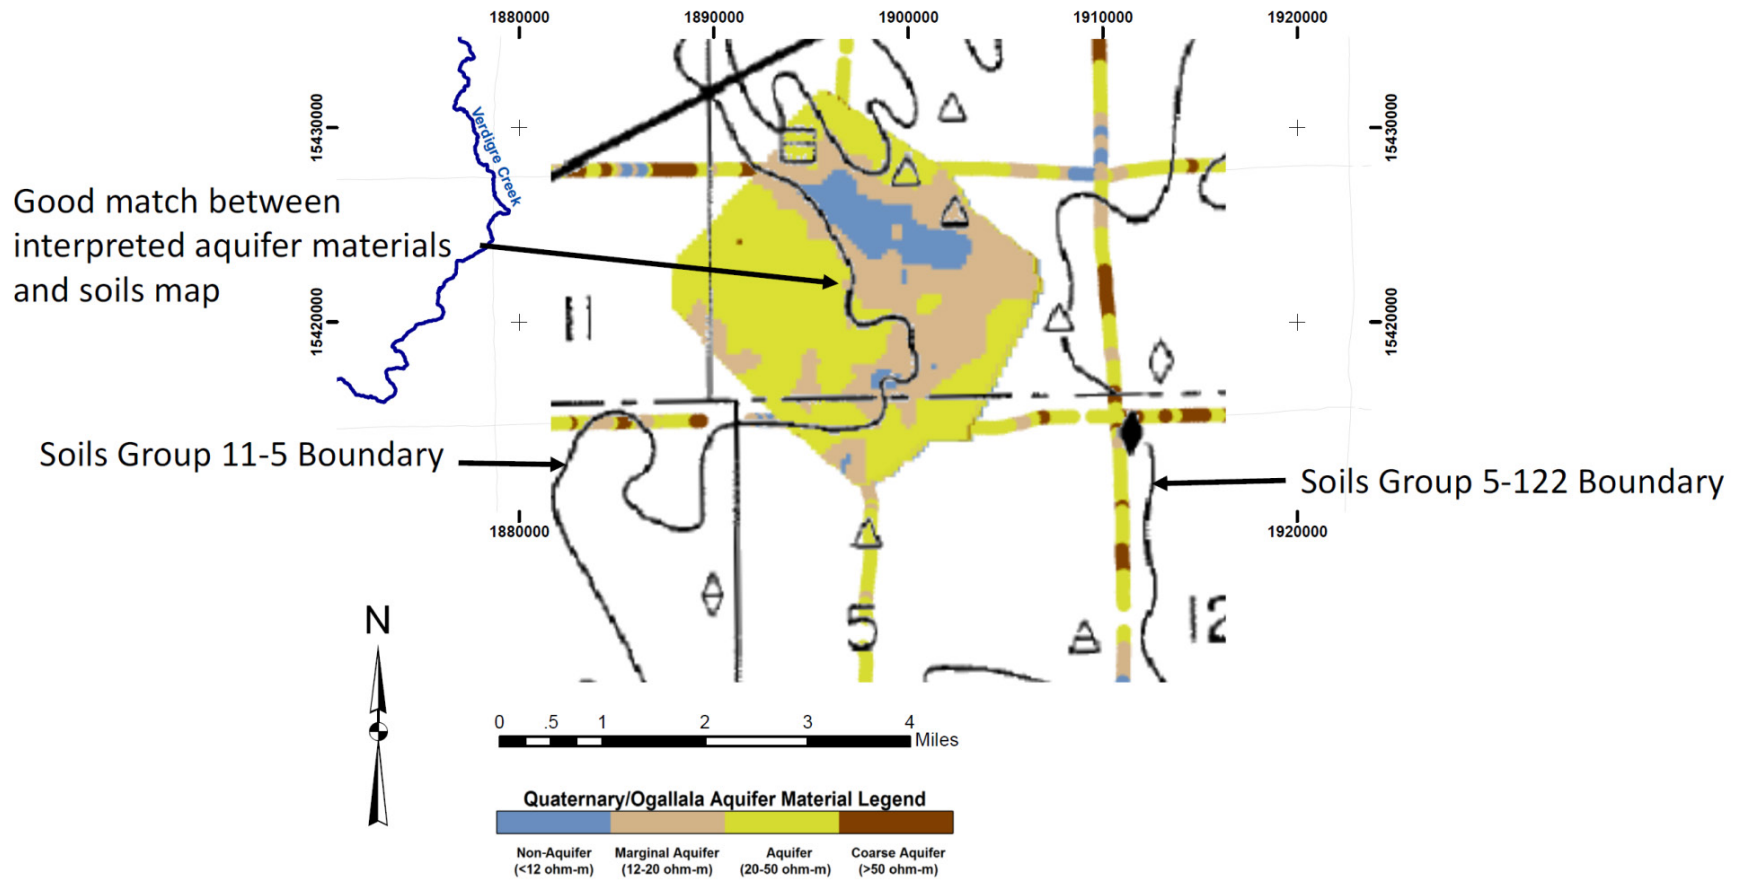 1880000
1890000
1900000
1910000
1920000
15430000
15430000
Verdigre Creek
Good match between
interpreted aquifer materials
and soils map
15420000
15420000
11
Soils Group 11-5 Boundary
Soils Group 5-122 Boundary
1880000
1920000
5
12
N
0 .5 1 2 3 4
Miles
Quaternary/Ogallala Aquifer Material Legend
Non-Aquifer Marginal Aquifer Aquifer Coarse Aquifer
(<12 ohm-m) (12-20 ohm-m) (20-50 ohm-m) (>50 ohm-m)